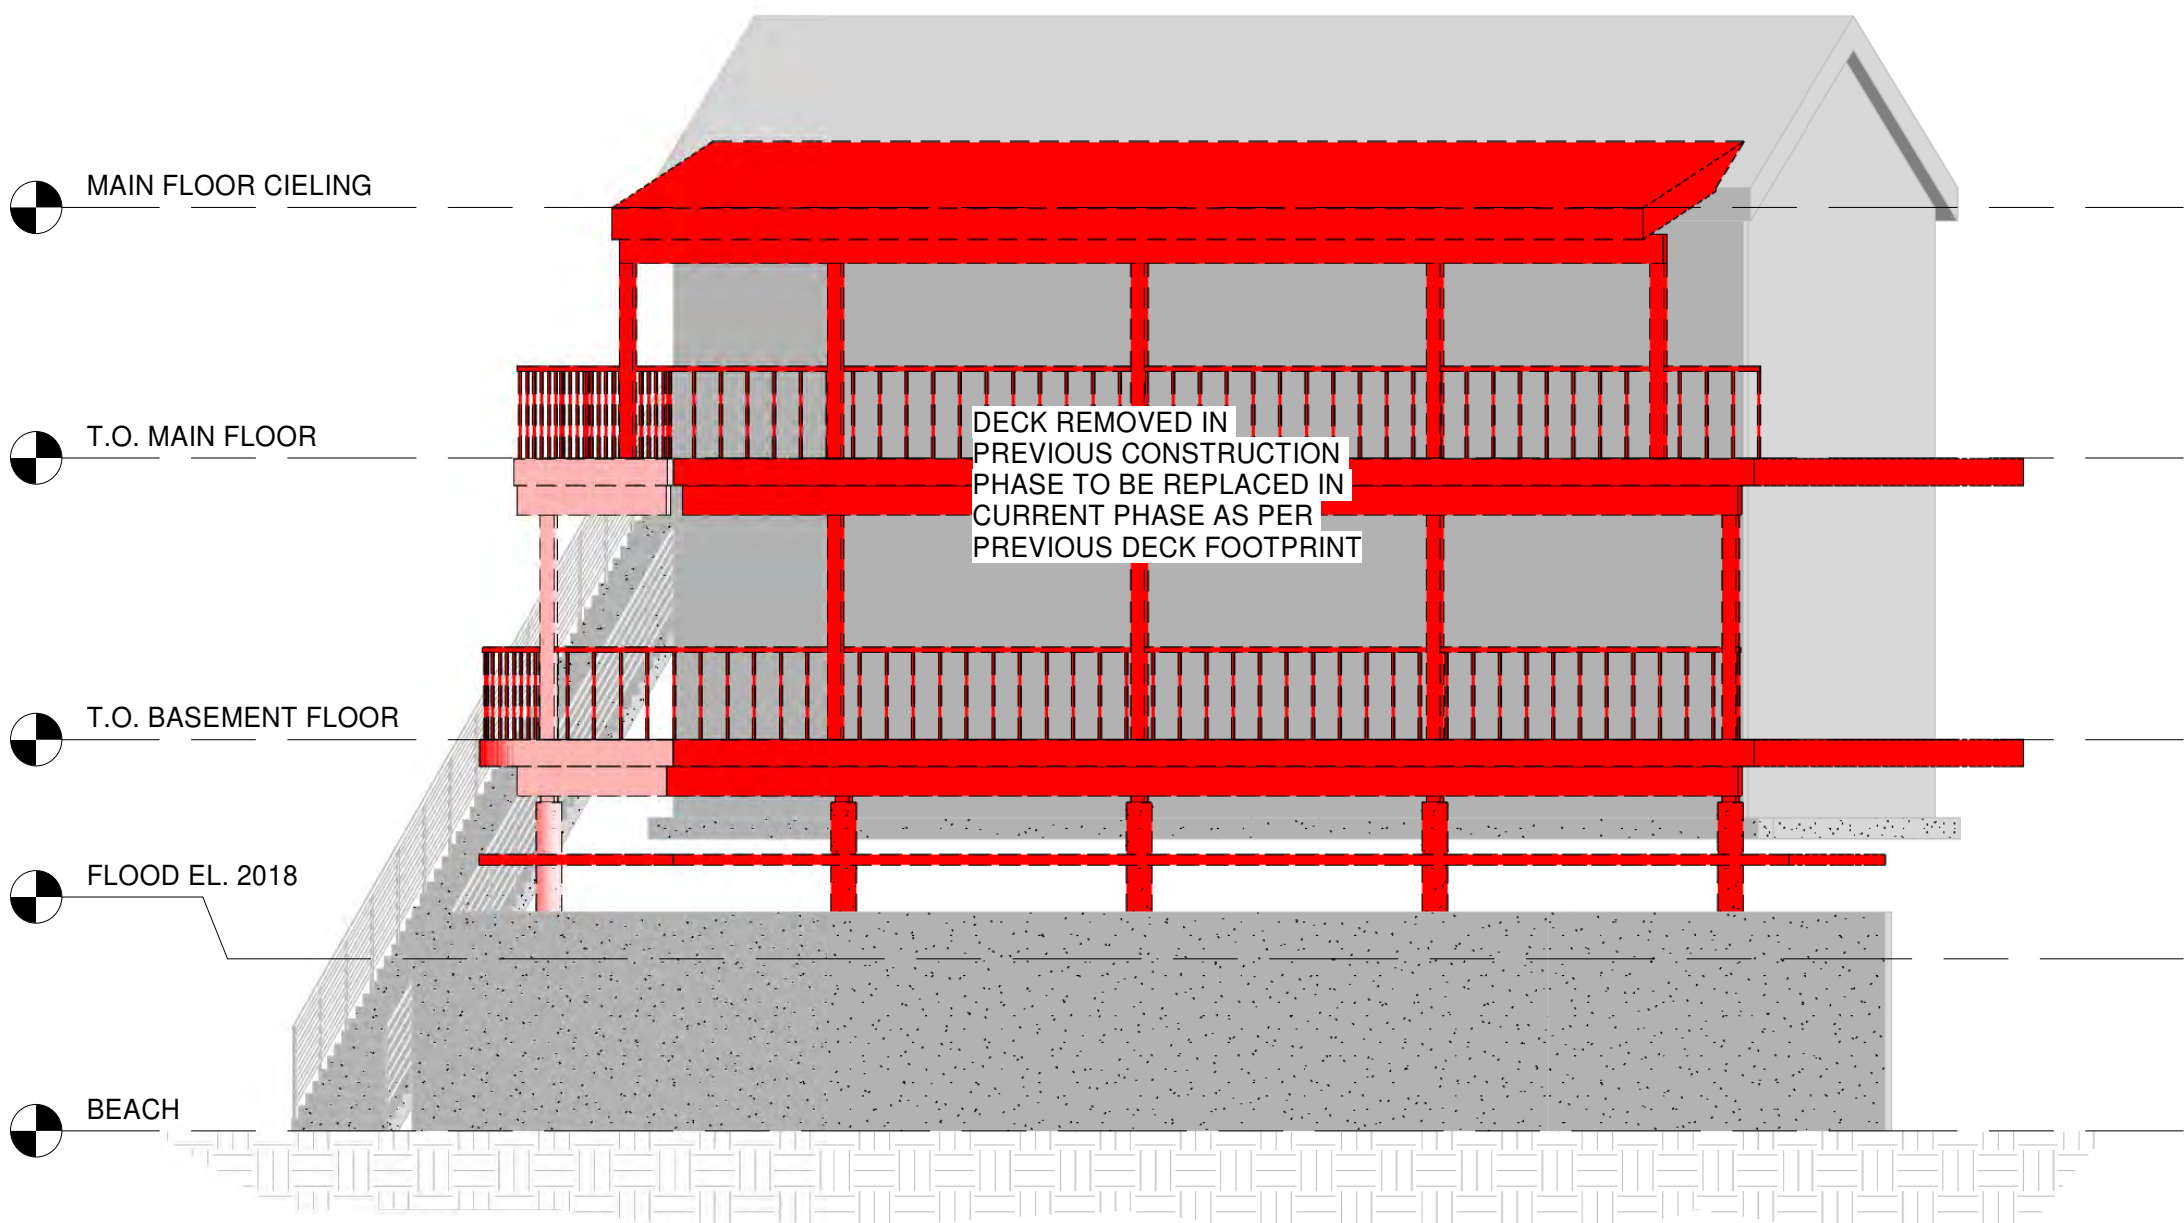 MAIN FLOOR CIELING
T.O. MAIN FLOOR
DECK REMOVED IN
PREVIOUS CONSTRUCTION
PHASE TO BE REPLACED IN
CURRENT PHASE AS PER
PREVIOUS DECK FOOTPRINT
T.O. BASEMENT FLOOR
FLOOD EL. 2018
BEACH